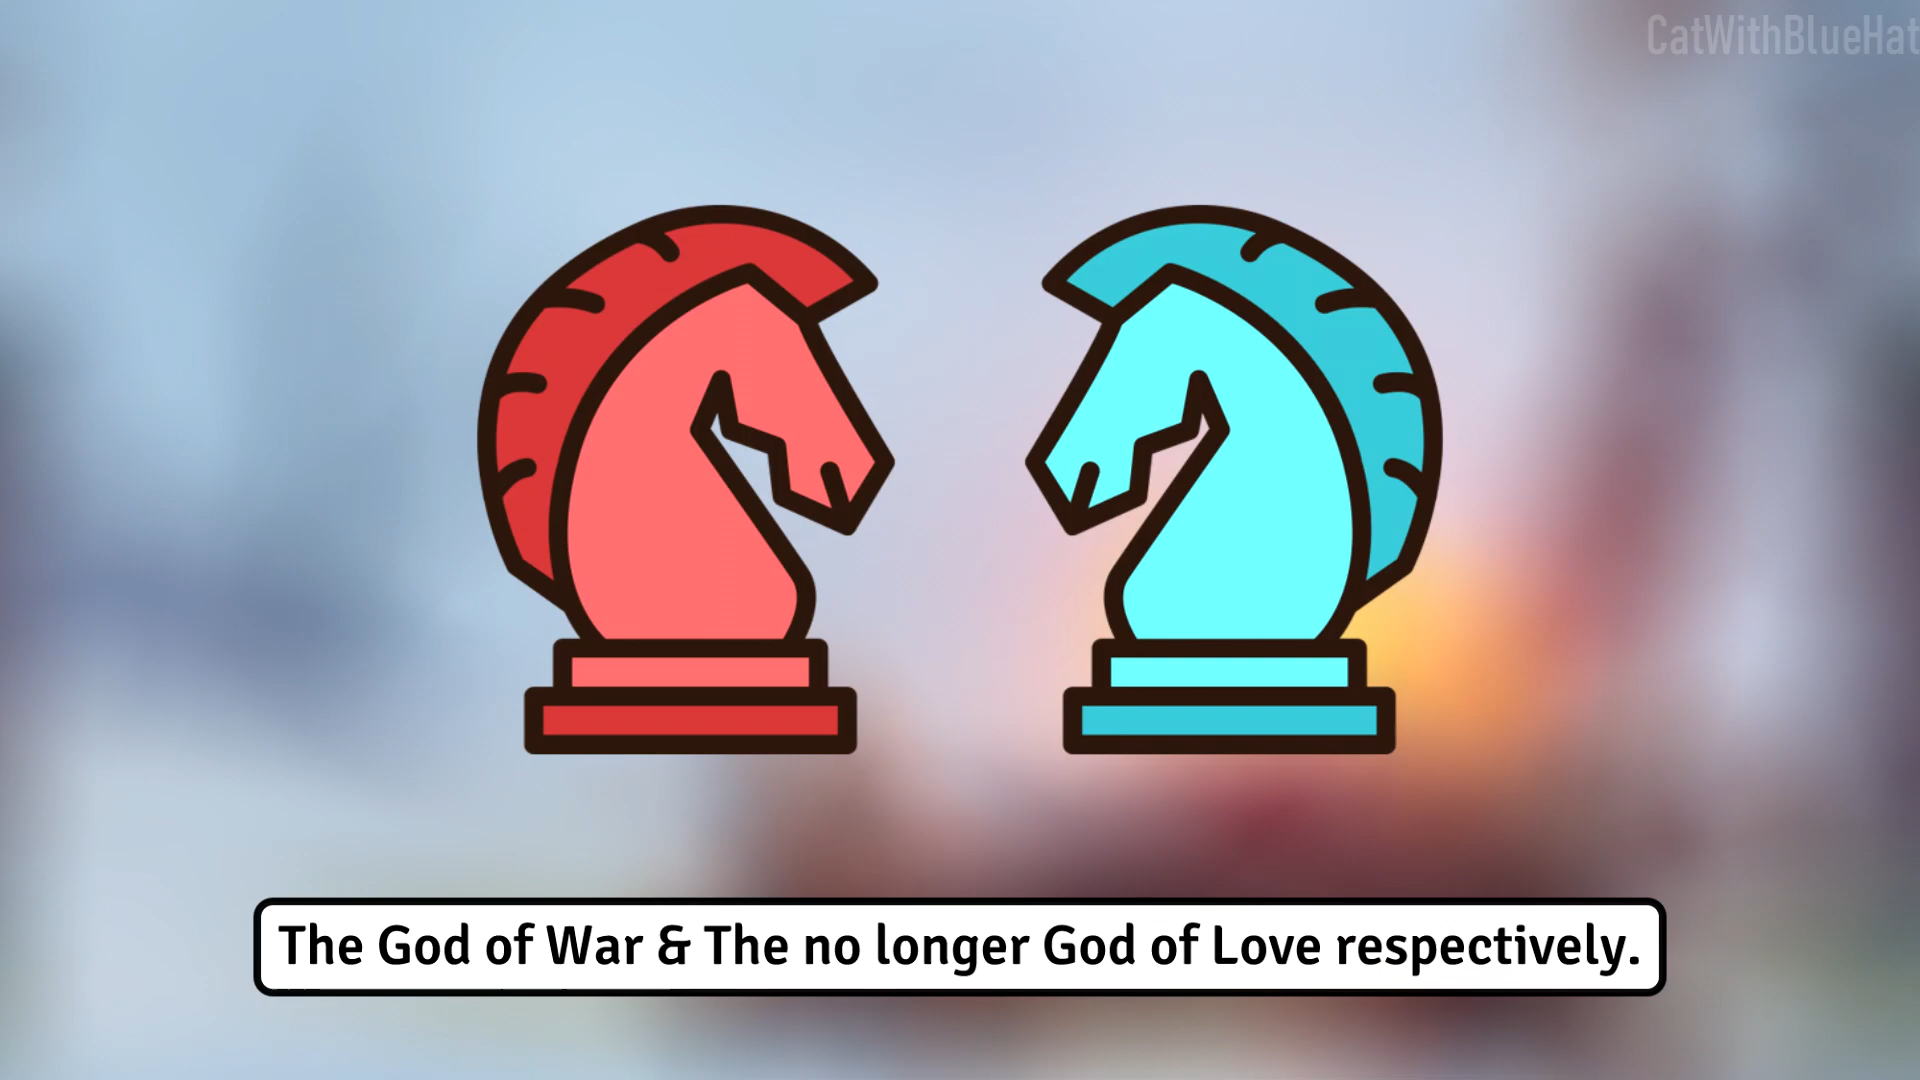 CatWithBlueHat
The God of War & The no longer God of Love respectively.